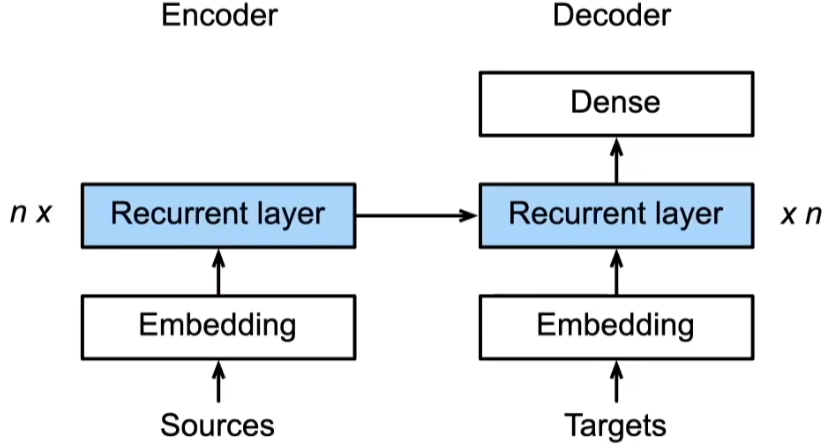 Encoder
Decoder
Dense
n x
Recurrent layer
Recurrent layer
x n
Embedding
Embedding
Sources
Targets